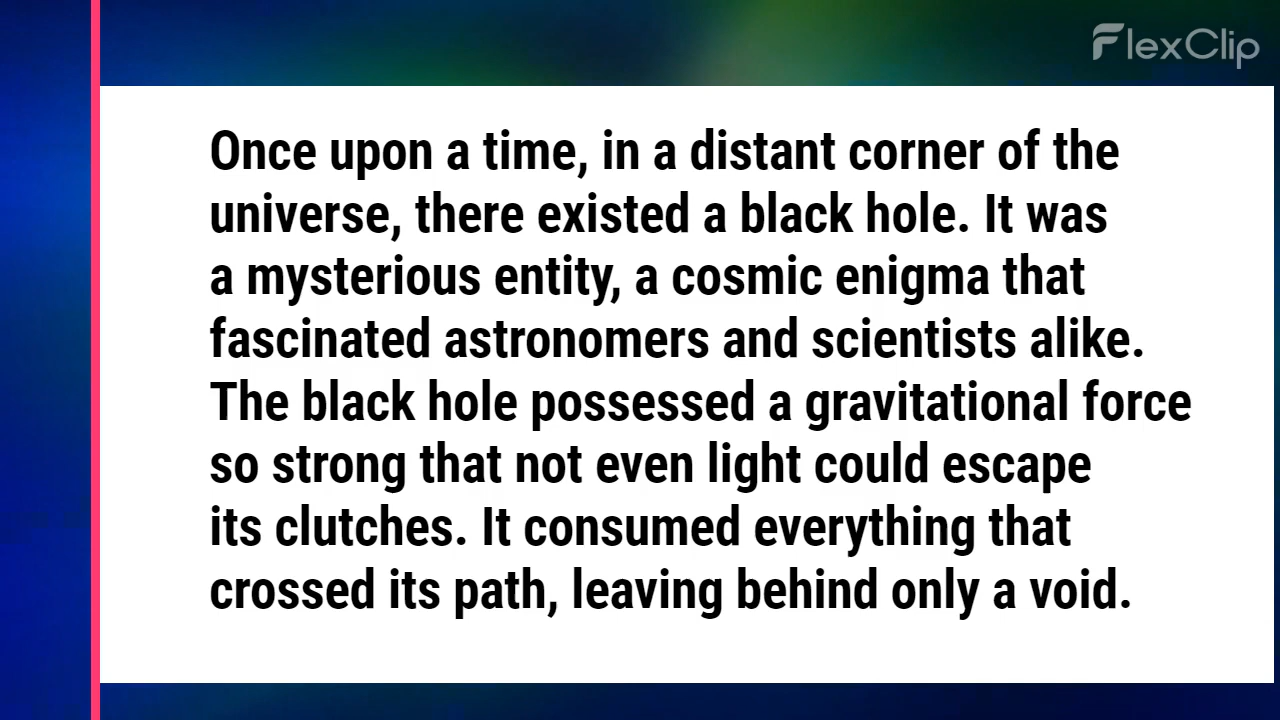 FlexClip
Once upon a time, in a distant corner of the
universe, there existed a black hole. It was
a mysterious entity, a cosmic enigma that
fascinated astronomers and scientists alike.
The black hole possessed a gravitational force
so strong that not even light could escape
its clutches. It consumed everything that
crossed its path, leaving behind only a void.